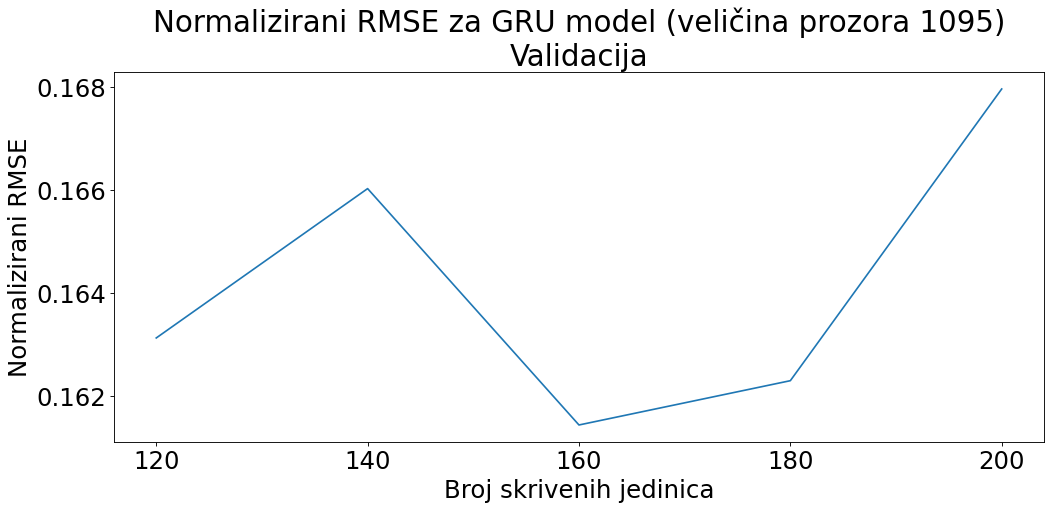 Normalizirani RMSE za GRU model (veličina prozora 1095)
Validacija
Normalizirani RMSE
0.168
0.166
0.164
0.162
120 140 160 180 200
Broj skrivenih jedinica